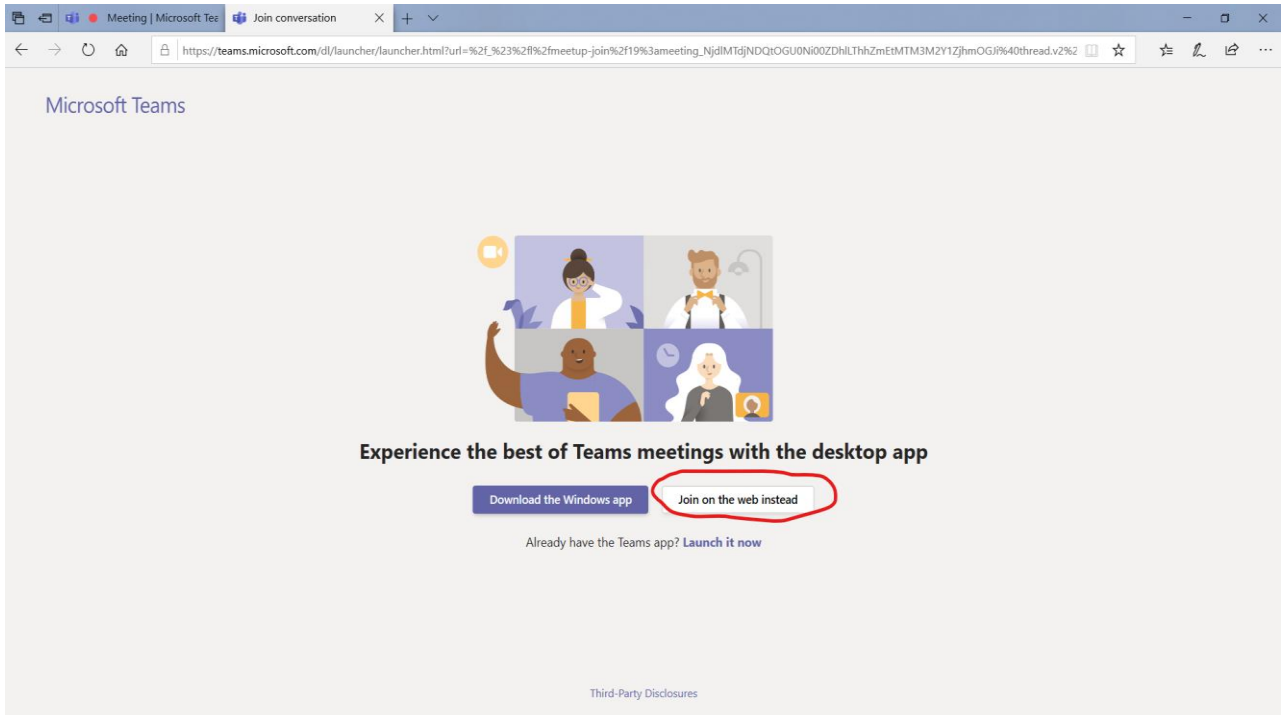 Meeting | Microsoft Tea
Join conversation
https://teams.microsoft.com/dl/launcher/launcher.html?url=%2f_%23%2fl%2fmeetup-join%2f19%3ameeting_NjdlMTdjNDQtOGU0Ni00ZDhlLThhZmEtMTM3M2Y1ZjhmOGJi%40thread.v2%2
Microsoft Teams
Experience the best of Teams meetings with the desktop app
Download the Windows app
Join on the web instead
Already have the Teams app? Launch it now
Third-Party Disclosures